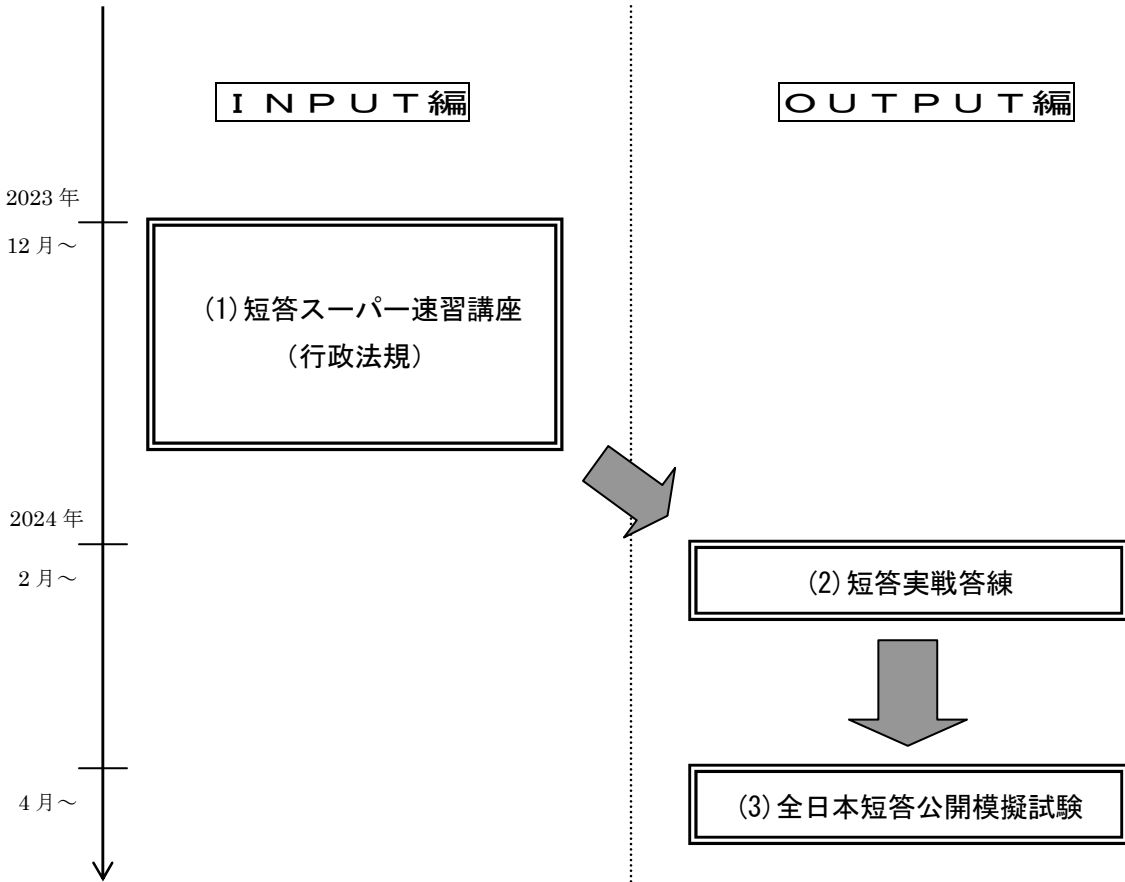 ＩＮＰＵＴ編
ＯＵＴＰＵＴ編
2023 年
12 月～
(1)短答スーパー速習講座
（行政法規）
2024 年
2 月～
(2)短答実戦答練
4 月～
(3)全日本短答公開模擬試験